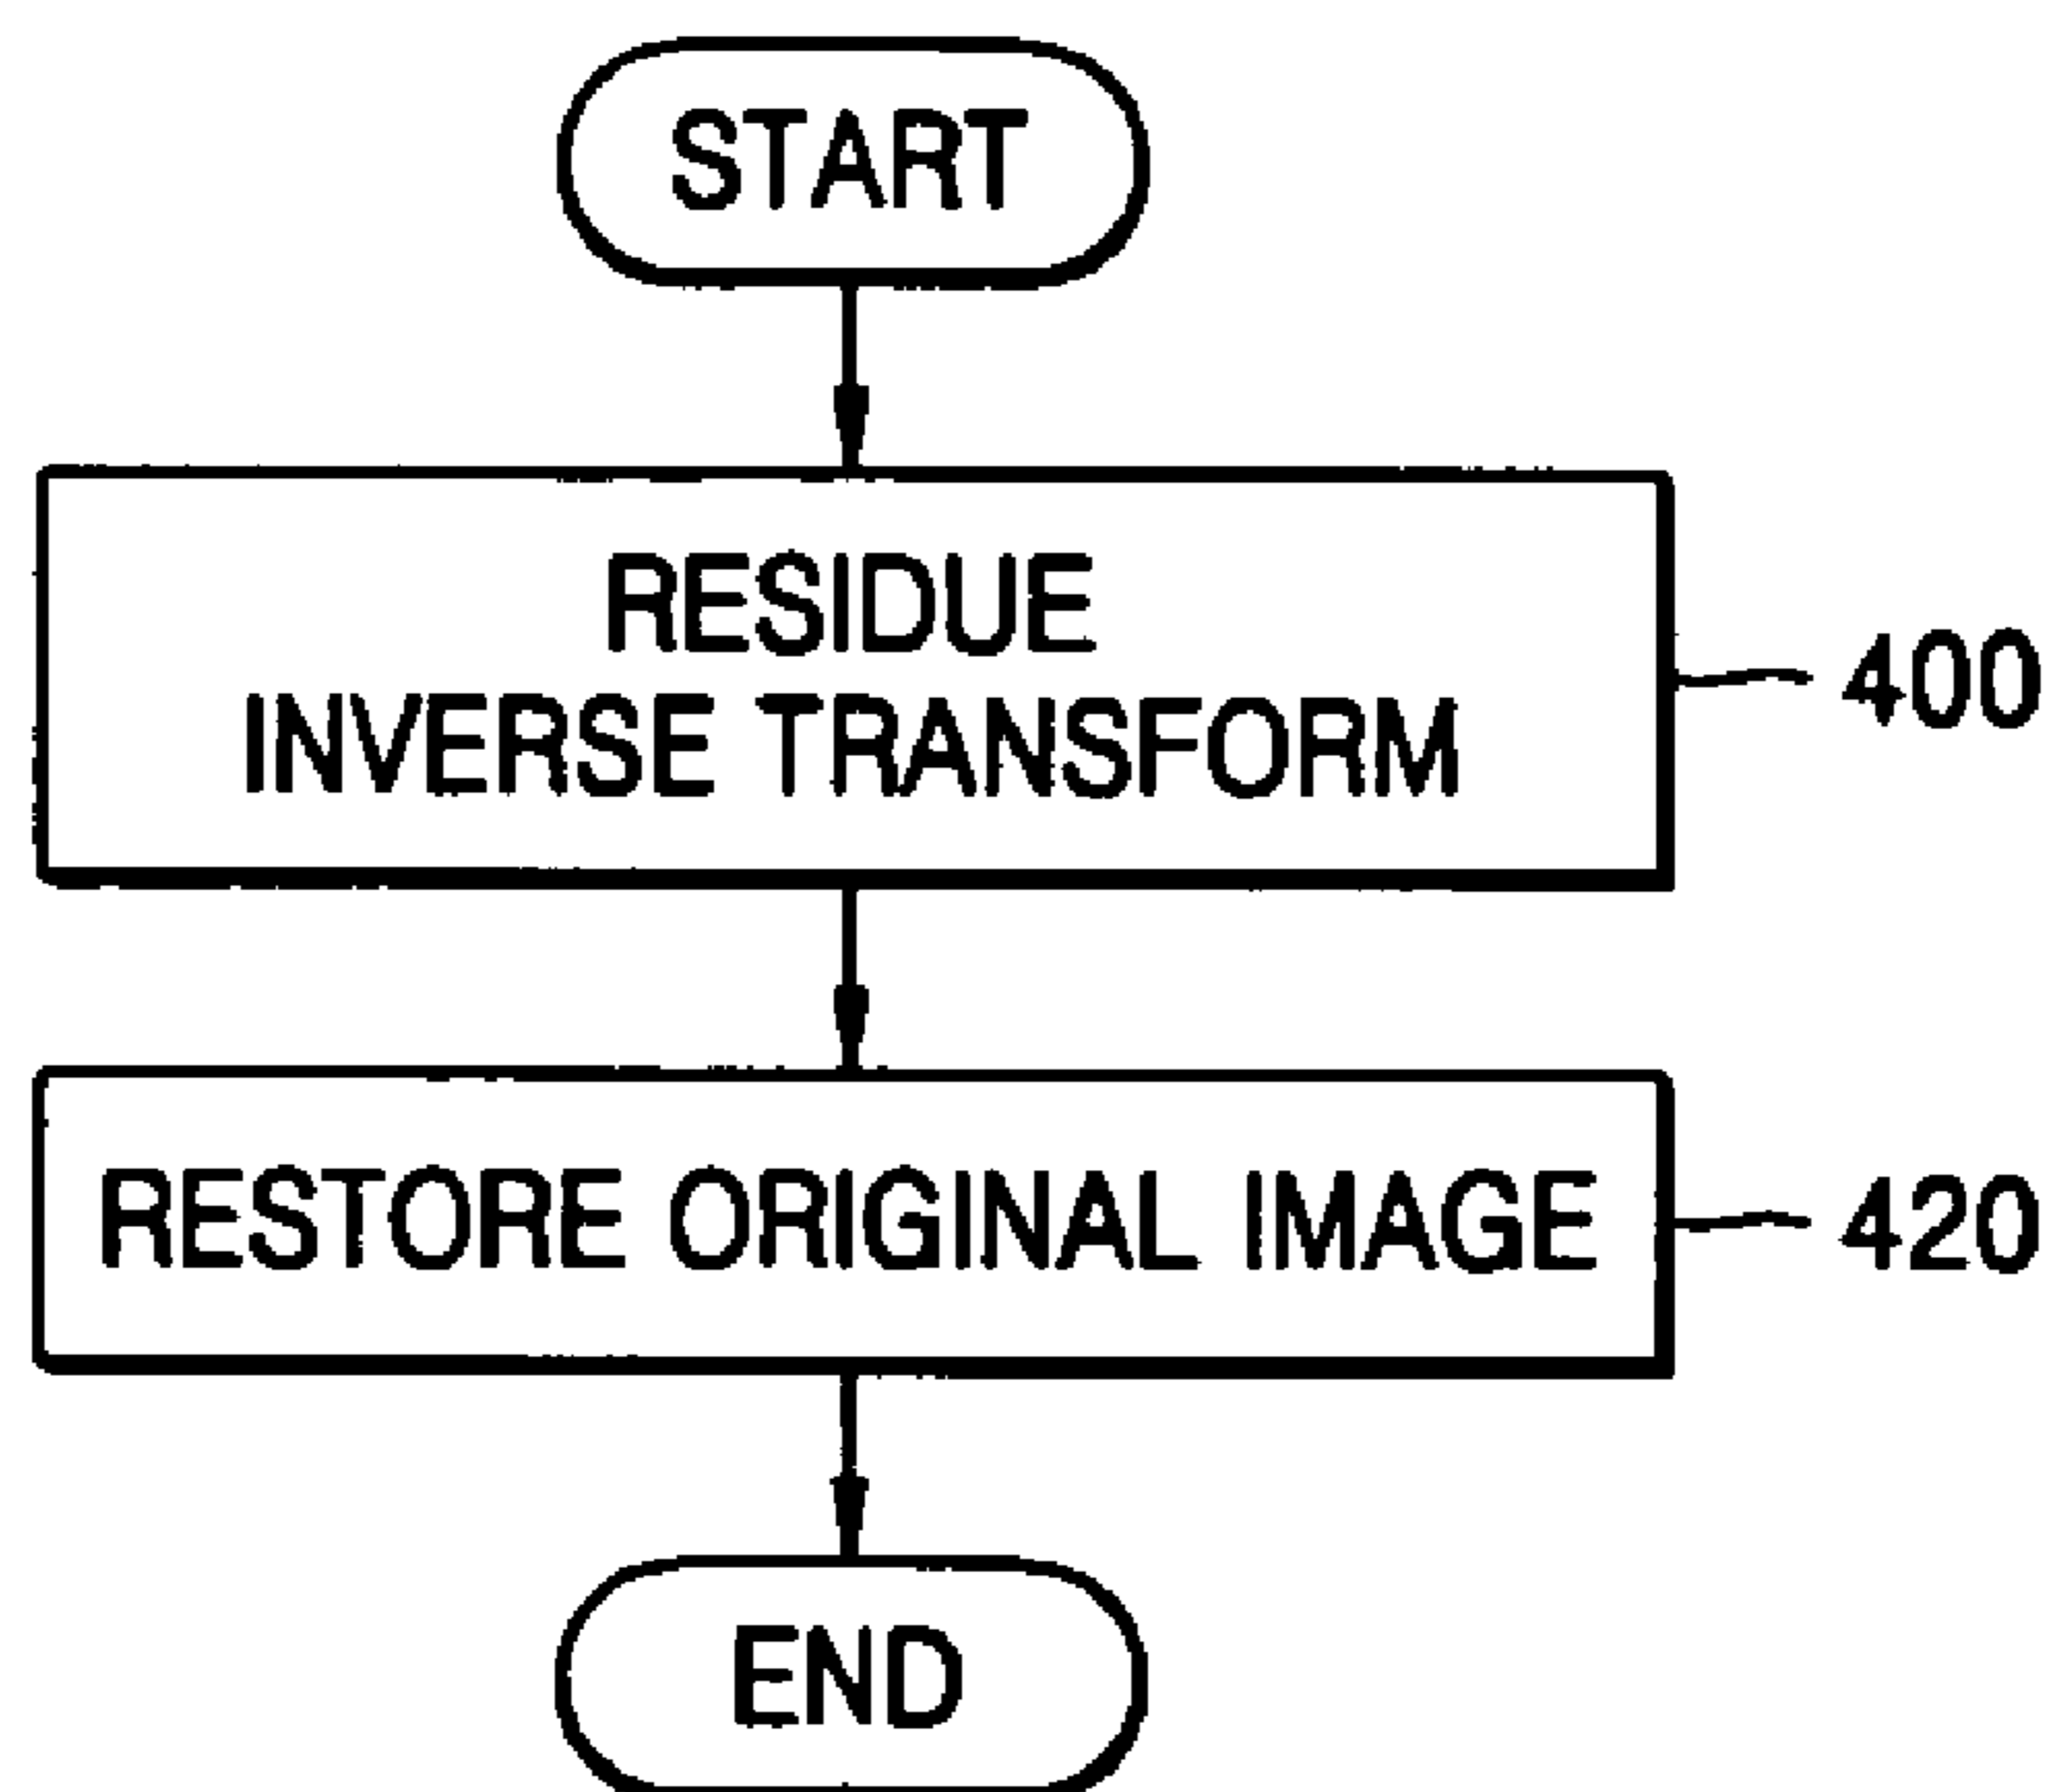 START
RESIDUE
INVERSE TRANSFORM
400
RESTORE ORIGINAL IMAGE
420
END